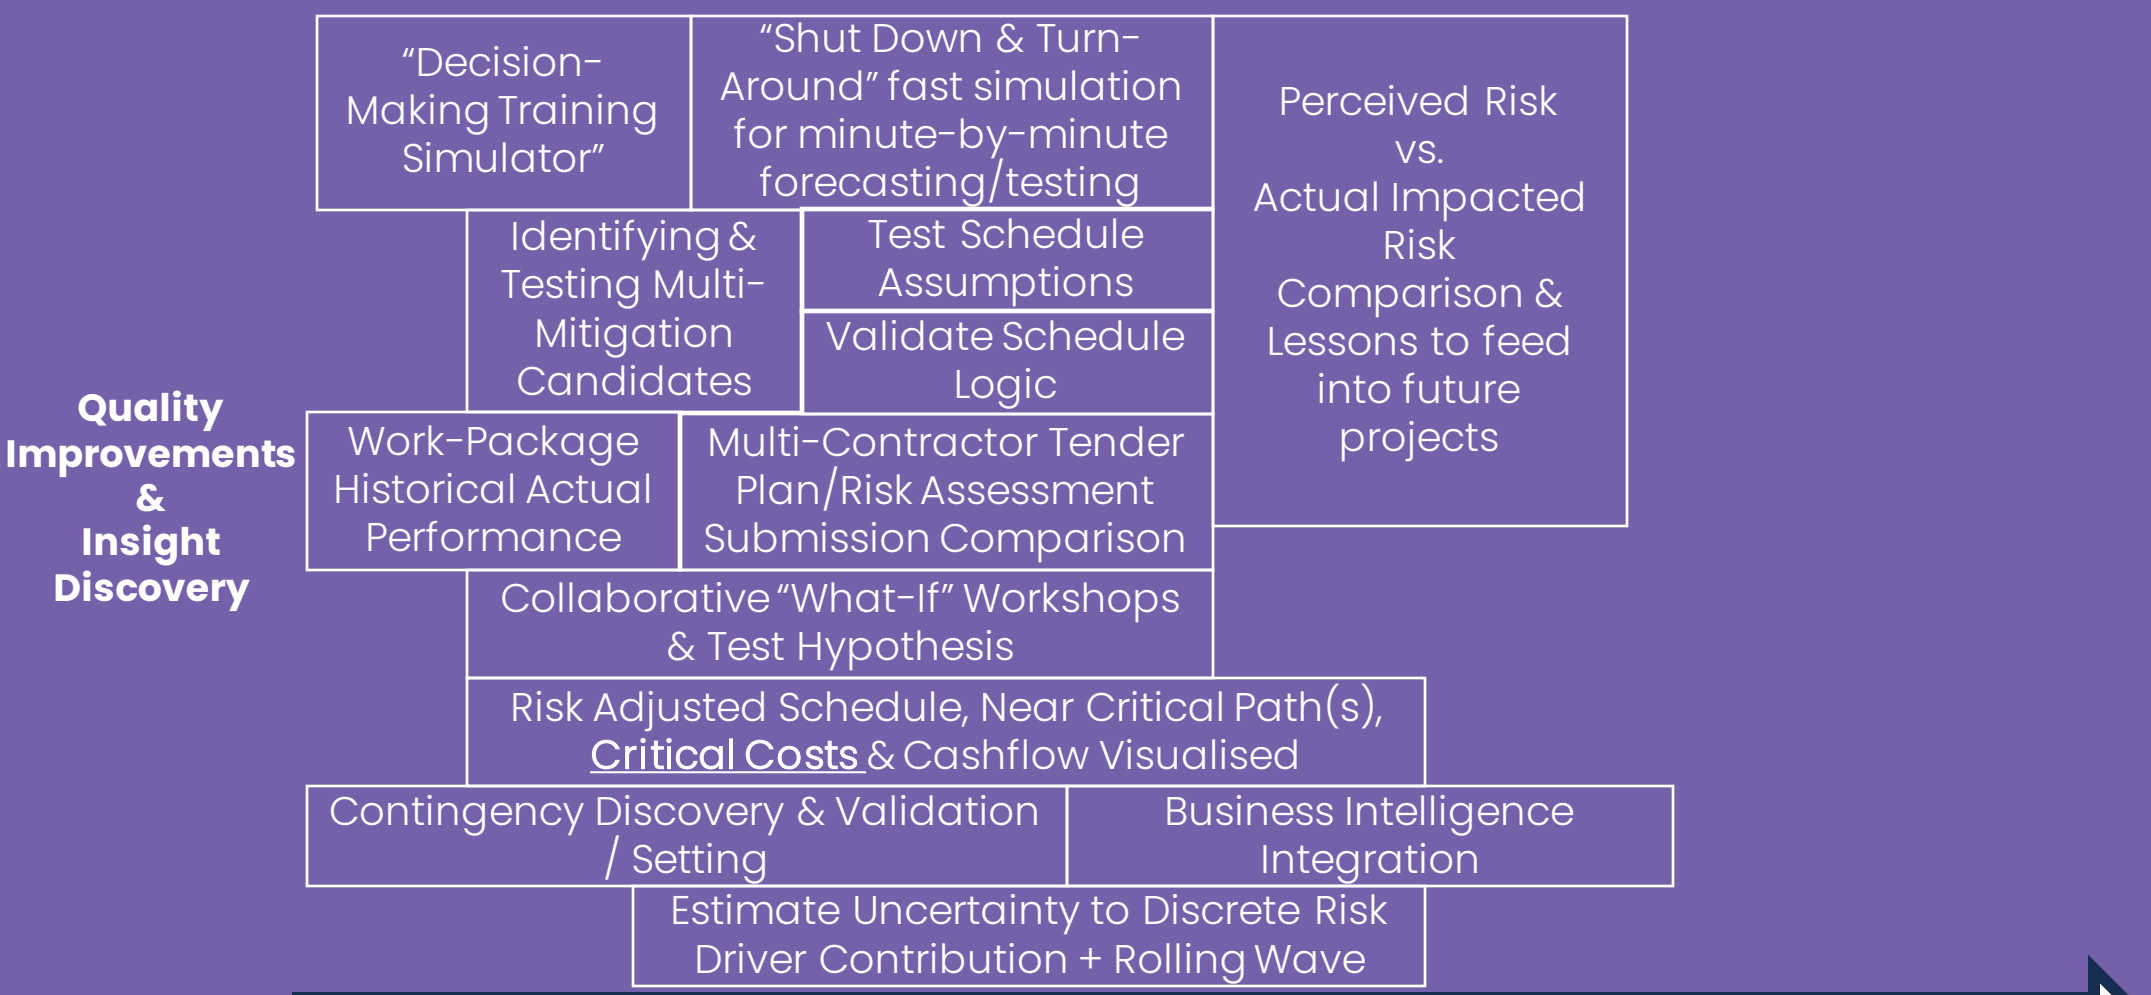 “Decision-
Making Training
Simulator”
“Shut Down & Turn-
Around” fast simulation
for minute-by-minute
forecasting/testing
Perceived Risk
vs.
Actual Impacted
Risk
Comparison &
Lessons to feed
into future
projects
Identifying &
Testing Multi-
Mitigation
Candidates
Test Schedule
Assumptions
Validate Schedule
Logic
Quality
Improvements
&
Insight
Discovery
Work-Package
Historical Actual
Performance
Multi-Contractor Tender
Plan/Risk Assessment
Submission Comparison
Collaborative “What-If” Workshops
& Test Hypothesis
Risk Adjusted Schedule, Near Critical Path(s),
Critical Costs & Cashflow Visualised
Contingency Discovery & Validation
/ Setting
Business Intelligence
Integration
Estimate Uncertainty to Discrete Risk
Driver Contribution + Rolling Wave